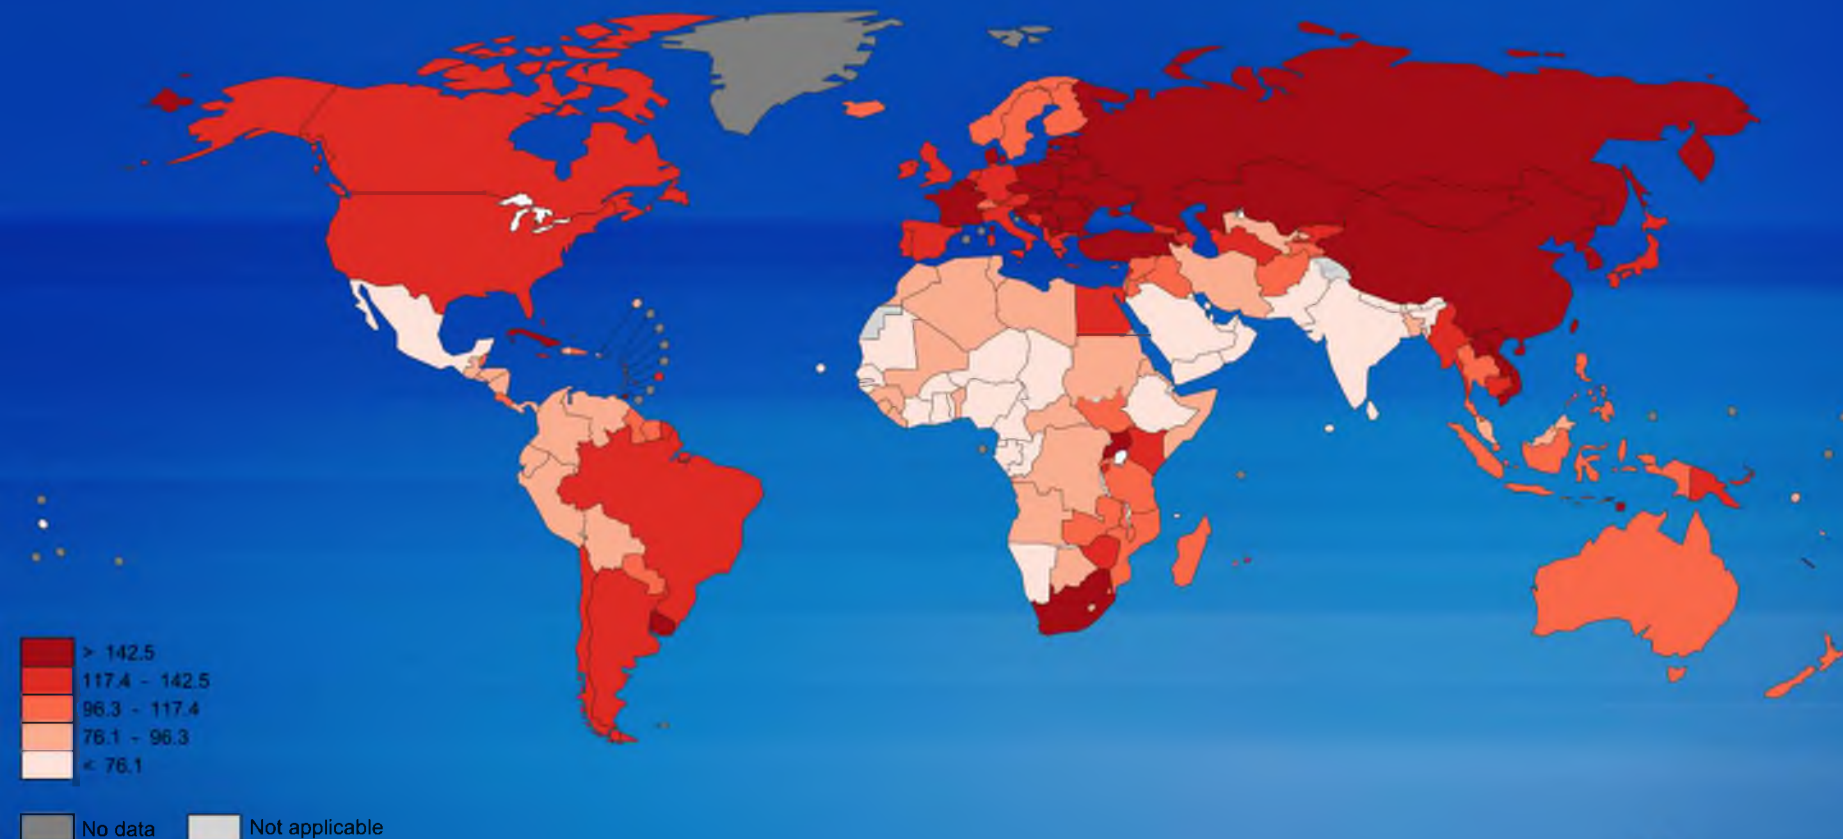 > 142.5
117.4 - 142.5
96.3 - 117.4
76.1 - 96.3
< 76.1
No data
Not applicable